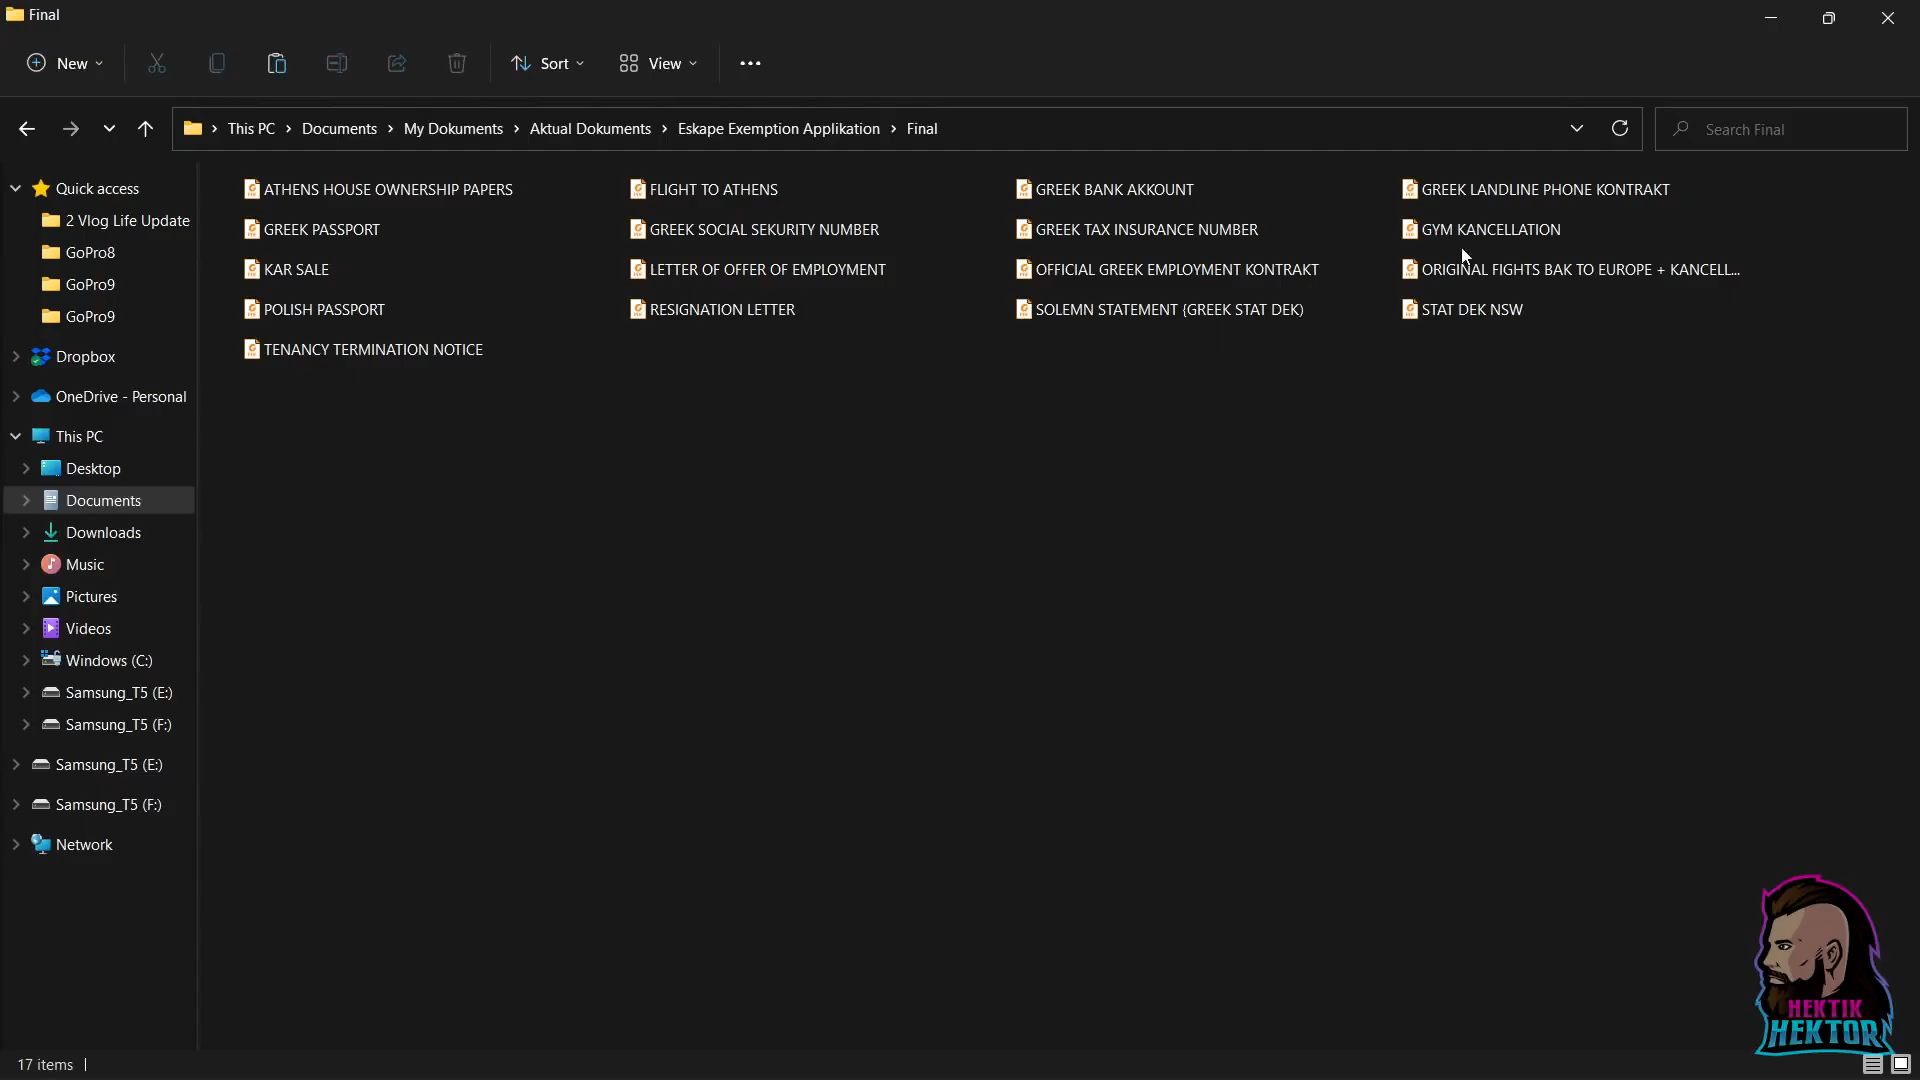 Final
New
Sort
View
This PC > Documents > My Dokuments > Aktual Dokuments > Eskape Exemption Applikation > Final
Search Final
Quick access
2 Vlog Life Update
GoPro8
GoPro9
GoPro9
Dropbox
OneDrive - Personal
This PC
Desktop
Documents
Downloads
Music
Pictures
Videos
Windows (C:)
Samsung_T5 (E:)
Samsung_T5 (F:)
Samsung_T5 (E:)
Samsung_T5 (F:)
Network
ATHENS HOUSE OWNERSHIP PAPERS
FLIGHT TO ATHENS
GREEK BANK AKKOUNT
GREEK LANDLINE PHONE KONTRAKT
GREEK PASSPORT
GREEK SOCIAL SEKURITY NUMBER
GREEK TAX INSURANCE NUMBER
GYM KANCELLATION
KAR SALE
LETTER OF OFFER OF EMPLOYMENT
OFFICIAL GREEK EMPLOYMENT KONTRAKT
ORIGINAL FIGHTS BAK TO EUROPE + KANCELL...
POLISH PASSPORT
RESIGNATION LETTER
SOLEMN STATEMENT {GREEK STAT DEK)
STAT DEK NSW
TENANCY TERMINATION NOTICE
17 items
HEKTIK
HEKTOR